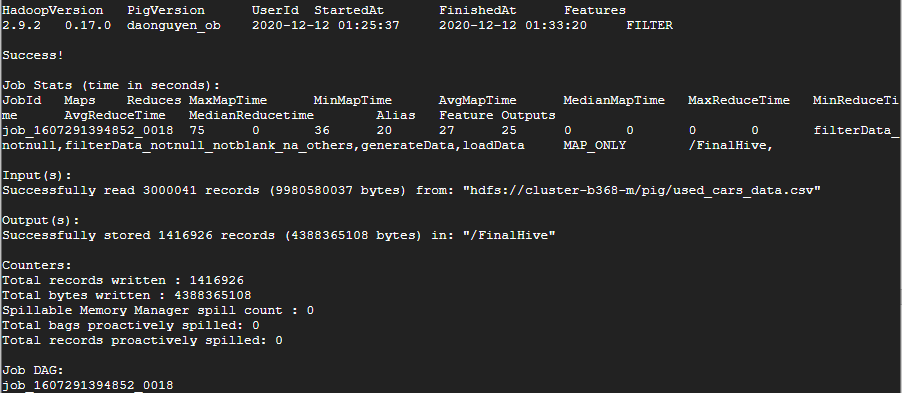 HadoopVersion PigVersion UserId StartedAt FinishedAt Features
2.9.2 0.17.0 daonguyen_ob 2020-12-12 01:25:37 2020-12-12 01:33:20 FILTER
Success!
Job Stats (time in seconds):
JobId Maps Reduces MaxMapTime MinMapTime AvgMapTime MedianMapTime MaxReduceTime MinReduceTi
me AvgReduceTime MedianReducetime Alias Feature Outputs
job_1607291394852_0018 75 0 36 20 27 25 0 0 0 0 filterData_
notnull,filterData_notnull_notblank_na_others,generateData,loadData MAP_ONLY /FinalHive,
Input(s):
Successfully read 3000041 records (9980580037 bytes) from: "hdfs://cluster-b368-m/pig/used_cars_data.csv"
Output(s):
Successfully stored 1416926 records (4388365108 bytes) in: "/FinalHive"
Counters:
Total records written : 1416926
Total bytes written : 4388365108
Spillable Memory Manager spill count : 0
Total bags proactively spilled: 0
Total records proactively spilled: 0
Job DAG:
job_1607291394852_0018